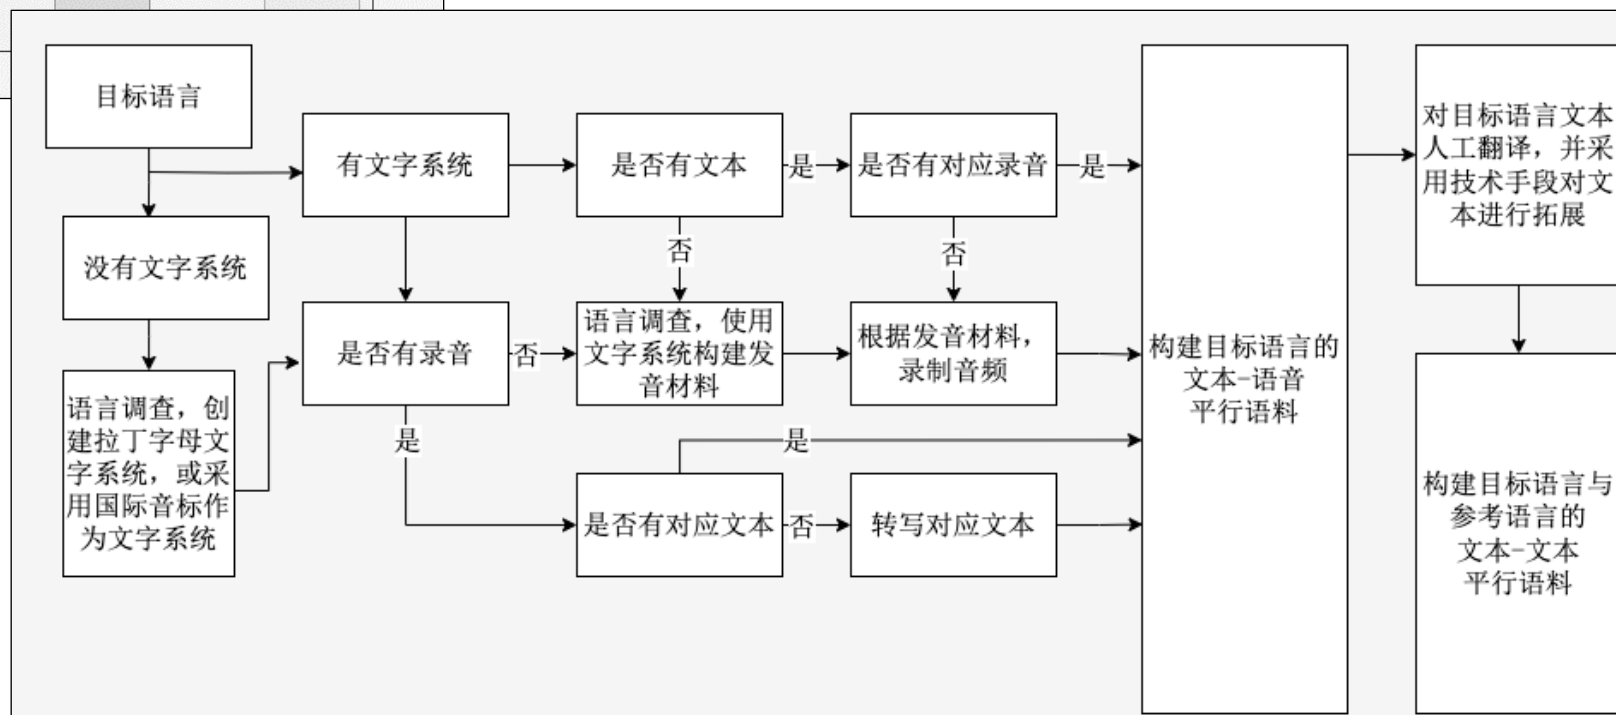 目标语言
有文字系统
是否有文本
是
是否有对应录音
是
没有文字系统
否
否
语言调查，创
建拉丁字母文
字系统，或采
用国际音标作
为文字系统
是否有录音
否
语言调查，使用
文字系统构建发
音材料
根据发音材料，
录制音频
是
是
是否有对应文本
否
转写对应文本
构建目标语言的
文本-语音
平行语料
对目标语言文本
人工翻译，并采
用技术手段对文
本进行拓展
构建目标语言与
参考语言的
文本-文本
平行语料